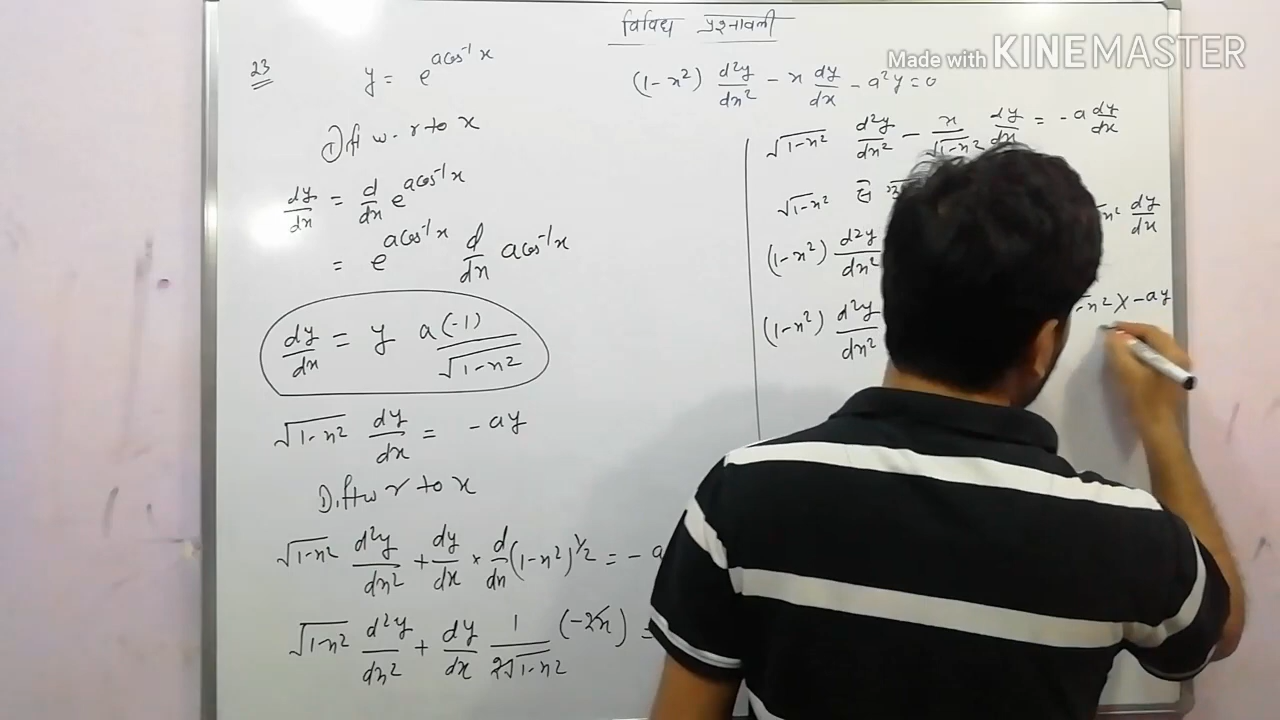 विविध प्रश्नावली
Made with KINEMASTER
23 y = e^{a cos⁻¹ x}
(1-x²) d²y/dx² - x dy/dx - a²y = 0
Diff w.r to x
dy/dx = d/dx e^{a cos⁻¹ x}
= e^{a cos⁻¹ x} d/dx a cos⁻¹ x
dy/dx = y a(-1)/√1-x²
√1-x² dy/dx = -ay
Diff w r to x
√1-x² d²y/dx² + dy/dx × d/dx (1-x²)^{1/2} = - a
√1-x² d²y/dx² + dy/dx 1/2√1-x² (-2x) =
√1-x² d²y/dx² - x/√1-x² dy/dx = -a dy/dx
√1-x² से
(1-x²) d²y/dx² x² dy/dx
(1-x²) d²y/dx² -x² × -ay